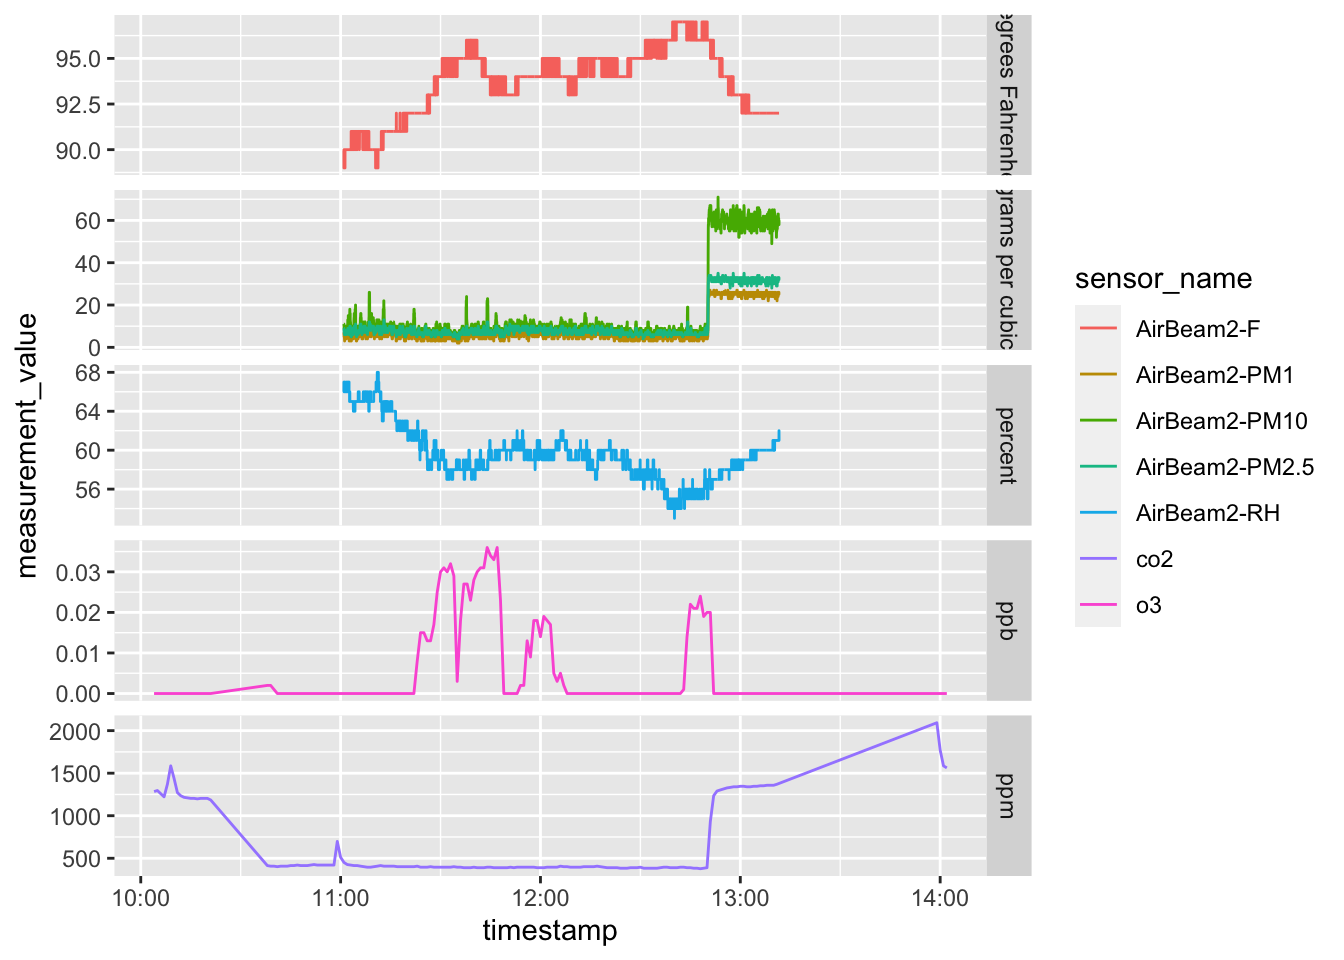 measurement_value
95.0
92.5
90.0
60
40
20
0
68
64
60
56
0.03
0.02
0.01
0.00
2000
1500
1000
500
egrees Fahrenhe
grams per cubic
percent
ppb
ppm
10:00 11:00 12:00 13:00 14:00
timestamp
sensor_name
AirBeam2-F
AirBeam2-PM1
AirBeam2-PM10
AirBeam2-PM2.5
AirBeam2-RH
co2
o3